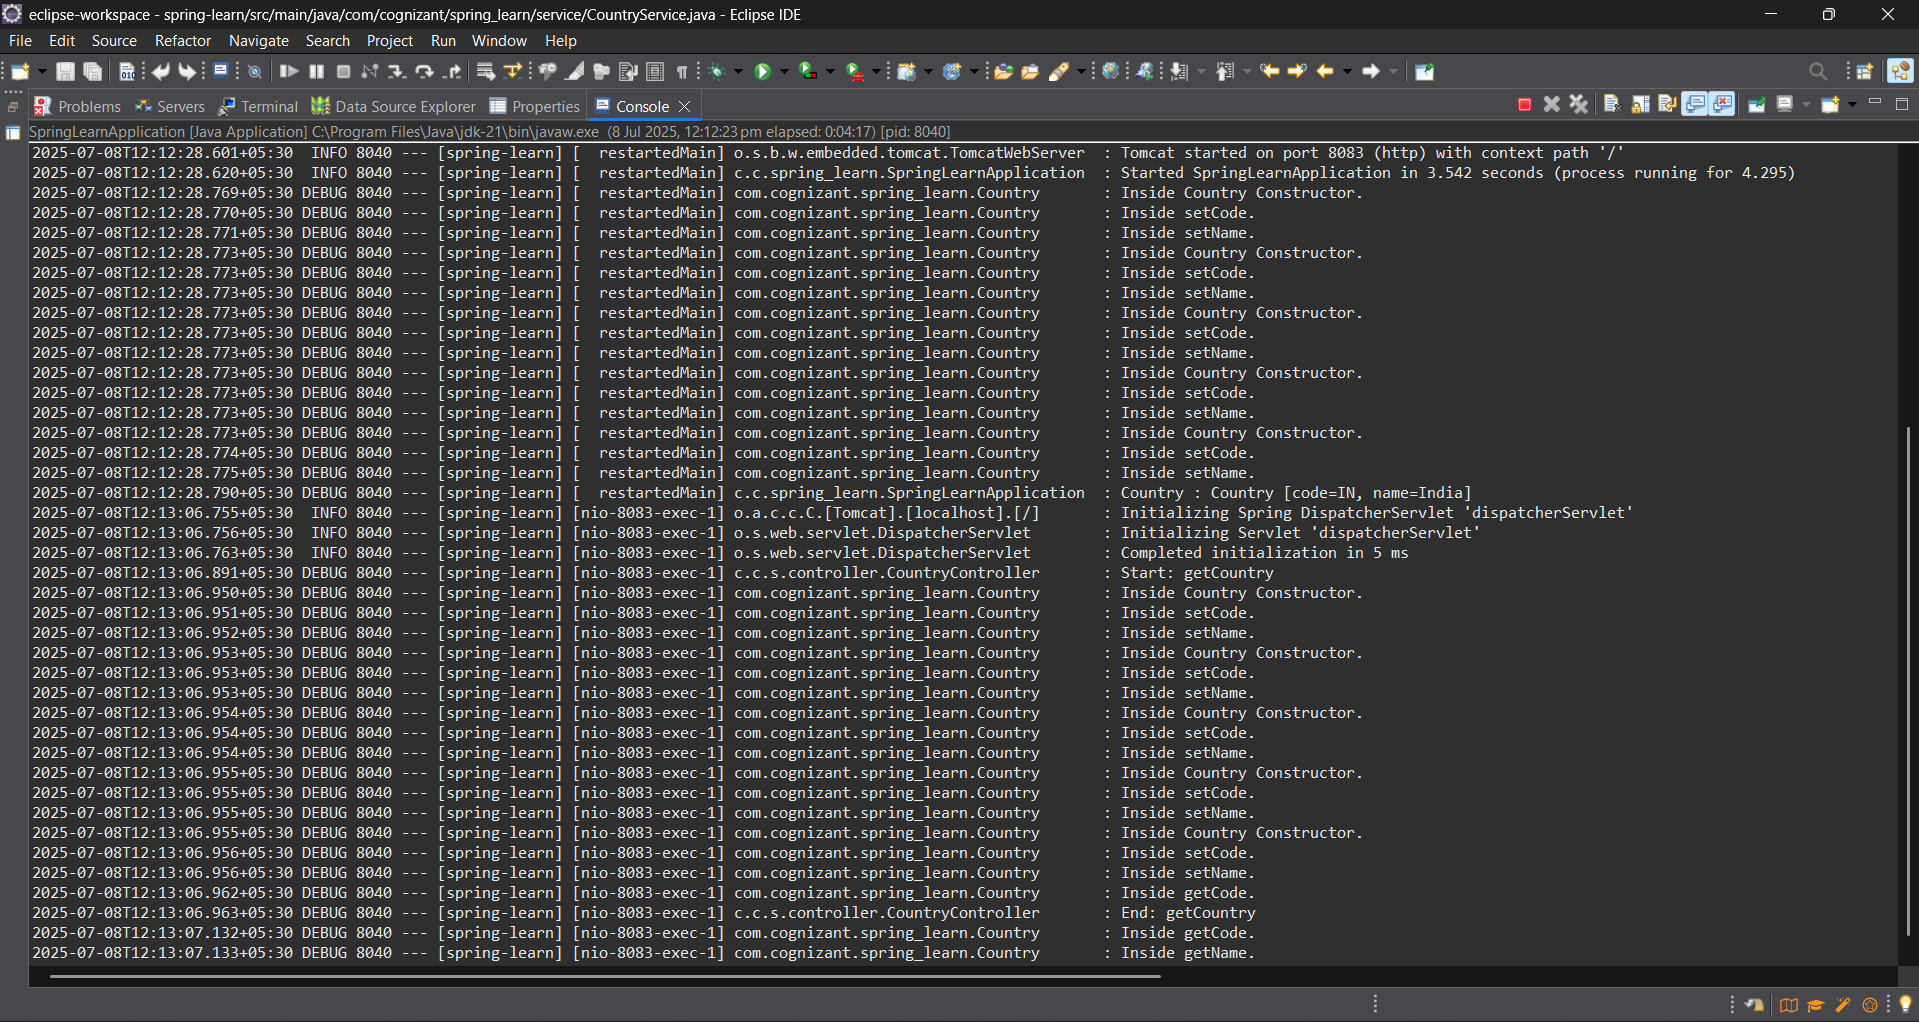 eclipse-workspace - spring-learn/src/main/java/com/cognizant/spring_learn/service/CountryService.java - Eclipse IDE
File Edit Source Refactor Navigate Search Project Run Window Help
Problems Servers Terminal Data Source Explorer Properties Console
SpringLearnApplication [Java Application] C:\Program Files\Java\jdk-21\bin\javaw.exe (8 Jul 2025, 12:12:23 pm elapsed: 0:04:17) [pid: 8040]
2025-07-08T12:12:28.601+05:30  INFO 8040 --- [spring-learn] [  restartedMain] o.s.b.w.embedded.tomcat.TomcatWebServer  : Tomcat started on port 8083 (http) with context path '/'
2025-07-08T12:12:28.620+05:30  INFO 8040 --- [spring-learn] [  restartedMain] c.c.spring_learn.SpringLearnApplication  : Started SpringLearnApplication in 3.542 seconds (process running for 4.295)
2025-07-08T12:12:28.769+05:30 DEBUG 8040 --- [spring-learn] [  restartedMain] com.cognizant.spring_learn.Country       : Inside Country Constructor.
2025-07-08T12:12:28.770+05:30 DEBUG 8040 --- [spring-learn] [  restartedMain] com.cognizant.spring_learn.Country       : Inside setCode.
2025-07-08T12:12:28.771+05:30 DEBUG 8040 --- [spring-learn] [  restartedMain] com.cognizant.spring_learn.Country       : Inside setName.
2025-07-08T12:12:28.773+05:30 DEBUG 8040 --- [spring-learn] [  restartedMain] com.cognizant.spring_learn.Country       : Inside Country Constructor.
2025-07-08T12:12:28.773+05:30 DEBUG 8040 --- [spring-learn] [  restartedMain] com.cognizant.spring_learn.Country       : Inside setCode.
2025-07-08T12:12:28.773+05:30 DEBUG 8040 --- [spring-learn] [  restartedMain] com.cognizant.spring_learn.Country       : Inside setName.
2025-07-08T12:12:28.773+05:30 DEBUG 8040 --- [spring-learn] [  restartedMain] com.cognizant.spring_learn.Country       : Inside Country Constructor.
2025-07-08T12:12:28.773+05:30 DEBUG 8040 --- [spring-learn] [  restartedMain] com.cognizant.spring_learn.Country       : Inside setCode.
2025-07-08T12:12:28.773+05:30 DEBUG 8040 --- [spring-learn] [  restartedMain] com.cognizant.spring_learn.Country       : Inside setName.
2025-07-08T12:12:28.773+05:30 DEBUG 8040 --- [spring-learn] [  restartedMain] com.cognizant.spring_learn.Country       : Inside Country Constructor.
2025-07-08T12:12:28.773+05:30 DEBUG 8040 --- [spring-learn] [  restartedMain] com.cognizant.spring_learn.Country       : Inside setCode.
2025-07-08T12:12:28.773+05:30 DEBUG 8040 --- [spring-learn] [  restartedMain] com.cognizant.spring_learn.Country       : Inside setName.
2025-07-08T12:12:28.773+05:30 DEBUG 8040 --- [spring-learn] [  restartedMain] com.cognizant.spring_learn.Country       : Inside Country Constructor.
2025-07-08T12:12:28.774+05:30 DEBUG 8040 --- [spring-learn] [  restartedMain] com.cognizant.spring_learn.Country       : Inside setCode.
2025-07-08T12:12:28.775+05:30 DEBUG 8040 --- [spring-learn] [  restartedMain] com.cognizant.spring_learn.Country       : Inside setName.
2025-07-08T12:12:28.790+05:30 DEBUG 8040 --- [spring-learn] [  restartedMain] c.c.spring_learn.SpringLearnApplication  : Country : Country [code=IN, name=India]
2025-07-08T12:13:06.755+05:30  INFO 8040 --- [spring-learn] [nio-8083-exec-1] o.a.c.c.C.[Tomcat].[localhost].[/]       : Initializing Spring DispatcherServlet 'dispatcherServlet'
2025-07-08T12:13:06.756+05:30  INFO 8040 --- [spring-learn] [nio-8083-exec-1] o.s.web.servlet.DispatcherServlet        : Initializing Servlet 'dispatcherServlet'
2025-07-08T12:13:06.763+05:30  INFO 8040 --- [spring-learn] [nio-8083-exec-1] o.s.web.servlet.DispatcherServlet        : Completed initialization in 5 ms
2025-07-08T12:13:06.891+05:30 DEBUG 8040 --- [spring-learn] [nio-8083-exec-1] c.c.s.controller.CountryController       : Start: getCountry
2025-07-08T12:13:06.950+05:30 DEBUG 8040 --- [spring-learn] [nio-8083-exec-1] com.cognizant.spring_learn.Country       : Inside Country Constructor.
2025-07-08T12:13:06.951+05:30 DEBUG 8040 --- [spring-learn] [nio-8083-exec-1] com.cognizant.spring_learn.Country       : Inside setCode.
2025-07-08T12:13:06.952+05:30 DEBUG 8040 --- [spring-learn] [nio-8083-exec-1] com.cognizant.spring_learn.Country       : Inside setName.
2025-07-08T12:13:06.953+05:30 DEBUG 8040 --- [spring-learn] [nio-8083-exec-1] com.cognizant.spring_learn.Country       : Inside Country Constructor.
2025-07-08T12:13:06.953+05:30 DEBUG 8040 --- [spring-learn] [nio-8083-exec-1] com.cognizant.spring_learn.Country       : Inside setCode.
2025-07-08T12:13:06.953+05:30 DEBUG 8040 --- [spring-learn] [nio-8083-exec-1] com.cognizant.spring_learn.Country       : Inside setName.
2025-07-08T12:13:06.954+05:30 DEBUG 8040 --- [spring-learn] [nio-8083-exec-1] com.cognizant.spring_learn.Country       : Inside Country Constructor.
2025-07-08T12:13:06.954+05:30 DEBUG 8040 --- [spring-learn] [nio-8083-exec-1] com.cognizant.spring_learn.Country       : Inside setCode.
2025-07-08T12:13:06.954+05:30 DEBUG 8040 --- [spring-learn] [nio-8083-exec-1] com.cognizant.spring_learn.Country       : Inside setName.
2025-07-08T12:13:06.955+05:30 DEBUG 8040 --- [spring-learn] [nio-8083-exec-1] com.cognizant.spring_learn.Country       : Inside Country Constructor.
2025-07-08T12:13:06.955+05:30 DEBUG 8040 --- [spring-learn] [nio-8083-exec-1] com.cognizant.spring_learn.Country       : Inside setCode.
2025-07-08T12:13:06.955+05:30 DEBUG 8040 --- [spring-learn] [nio-8083-exec-1] com.cognizant.spring_learn.Country       : Inside setName.
2025-07-08T12:13:06.955+05:30 DEBUG 8040 --- [spring-learn] [nio-8083-exec-1] com.cognizant.spring_learn.Country       : Inside Country Constructor.
2025-07-08T12:13:06.956+05:30 DEBUG 8040 --- [spring-learn] [nio-8083-exec-1] com.cognizant.spring_learn.Country       : Inside setCode.
2025-07-08T12:13:06.956+05:30 DEBUG 8040 --- [spring-learn] [nio-8083-exec-1] com.cognizant.spring_learn.Country       : Inside setName.
2025-07-08T12:13:06.962+05:30 DEBUG 8040 --- [spring-learn] [nio-8083-exec-1] com.cognizant.spring_learn.Country       : Inside getCode.
2025-07-08T12:13:06.963+05:30 DEBUG 8040 --- [spring-learn] [nio-8083-exec-1] c.c.s.controller.CountryController       : End: getCountry
2025-07-08T12:13:07.132+05:30 DEBUG 8040 --- [spring-learn] [nio-8083-exec-1] com.cognizant.spring_learn.Country       : Inside getCode.
2025-07-08T12:13:07.133+05:30 DEBUG 8040 --- [spring-learn] [nio-8083-exec-1] com.cognizant.spring_learn.Country       : Inside getName.